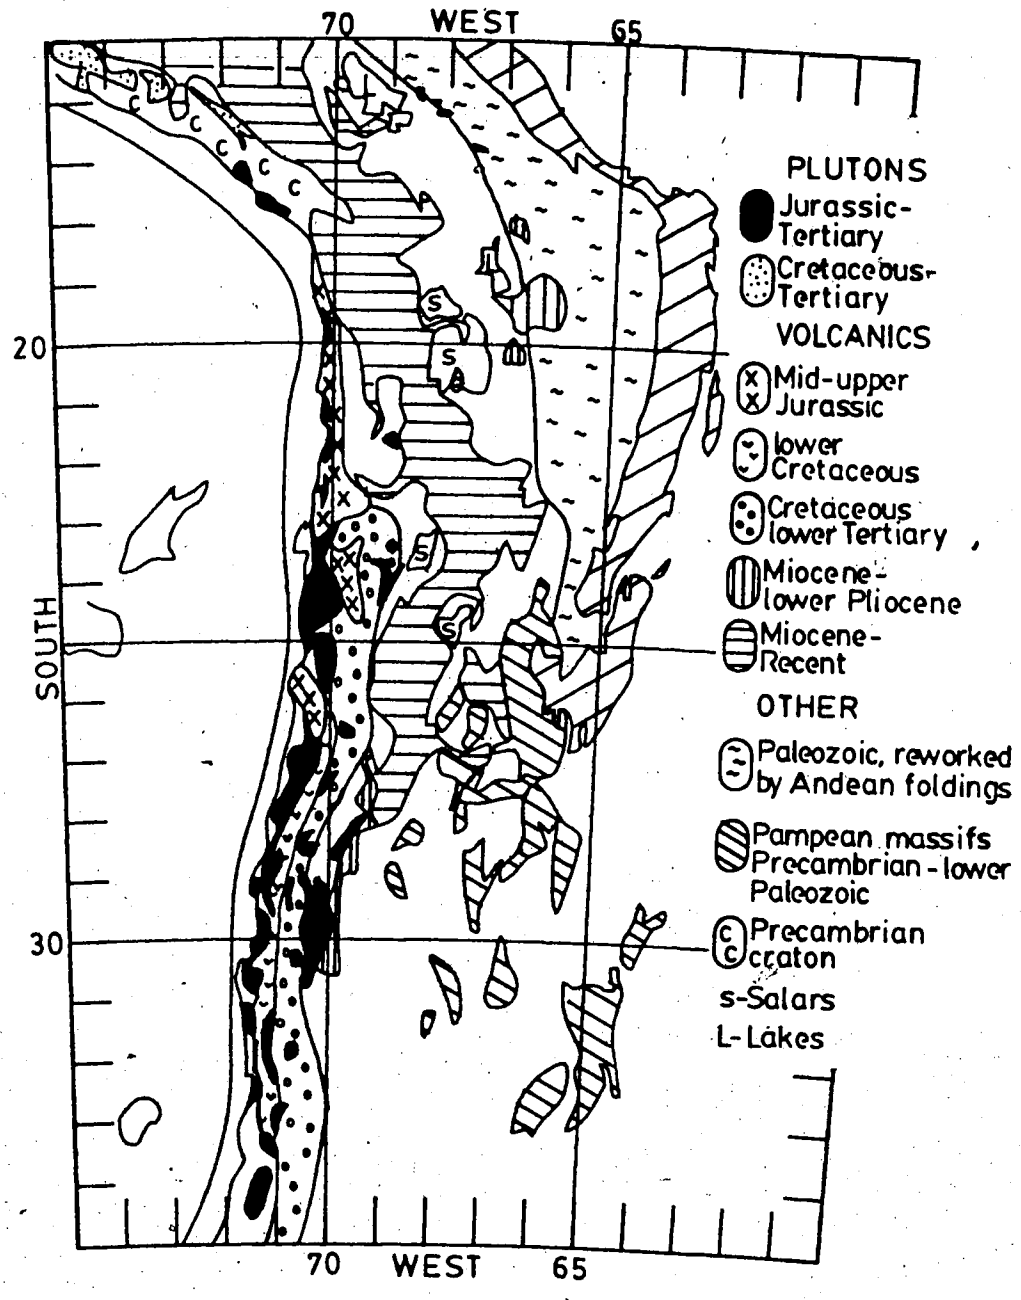 70 WEST 65
PLUTONS
Jurassic-
Tertiary
Cretaceous-
Tertiary
VOLCANICS
20
x Mid-upper
x Jurassic
lower
Cretaceous
Cretaceous
lower Tertiary
Miocene-
lower Pliocene
Miocene-
Recent
SOUTH
OTHER
Paleozoic, reworked
by Andean foldings
Pampean massifs
Precambrian-lower
Paleozoic
30
c Precambrian
c craton
s-Salars
L-Lakes
70 WEST 65
c
c
c
c
c
L
L
s
s
s
s
x
x
x
x
x
x
x
x
x
x
x
x
x
x